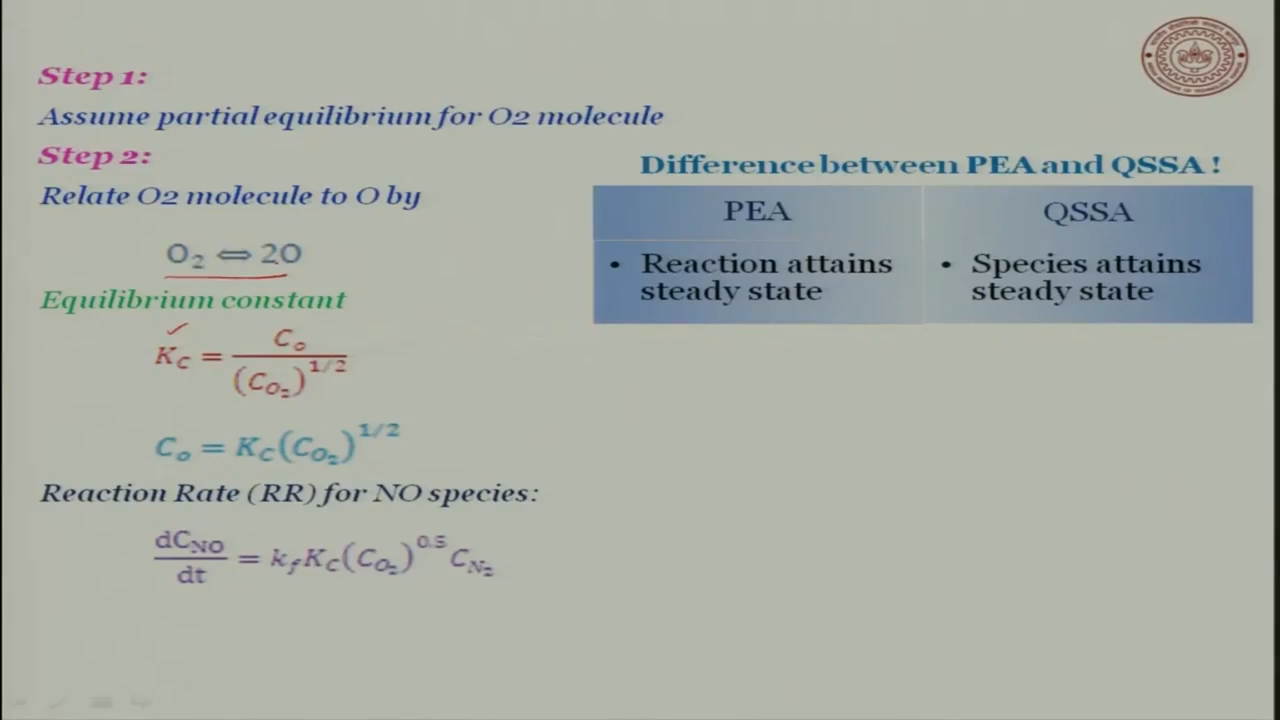 Step 1:
Assume partial equilibrium for O2 molecule
Step 2:
Relate O2 molecule to O by
O₂ ⇔ 2O
Equilibrium constant
K_C = C_o / (C_O₂)^1/2
C_o = K_C(C_O₂)^1/2
Reaction Rate (RR) for NO species:
dC_NO / dt = k_f K_C (C_O₂)^0.5 C_N₂
Difference between PEA and QSSA !
PEA
QSSA
• Reaction attains
steady state
• Species attains
steady state